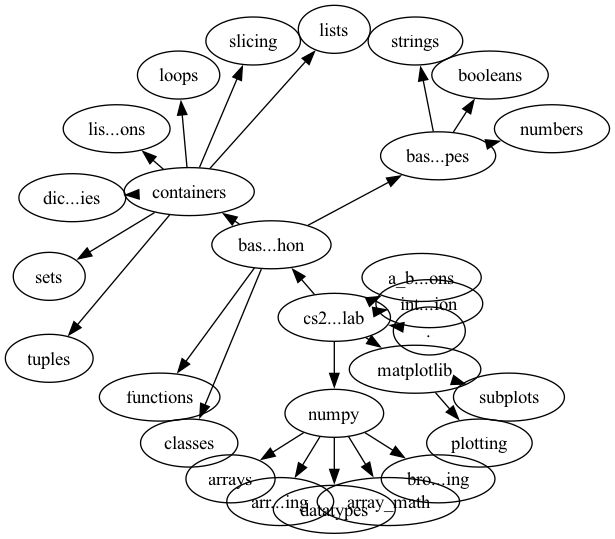 lists
slicing
strings
loops
booleans
lis...ons
numbers
bas...pes
containers
dic...ies
bas...hon
sets
a_b...ons
int...ion
cs2...lab
.
tuples
matplotlib
functions
subplots
numpy
classes
plotting
arrays
bro...ing
arr...ing
array_math
datatypes